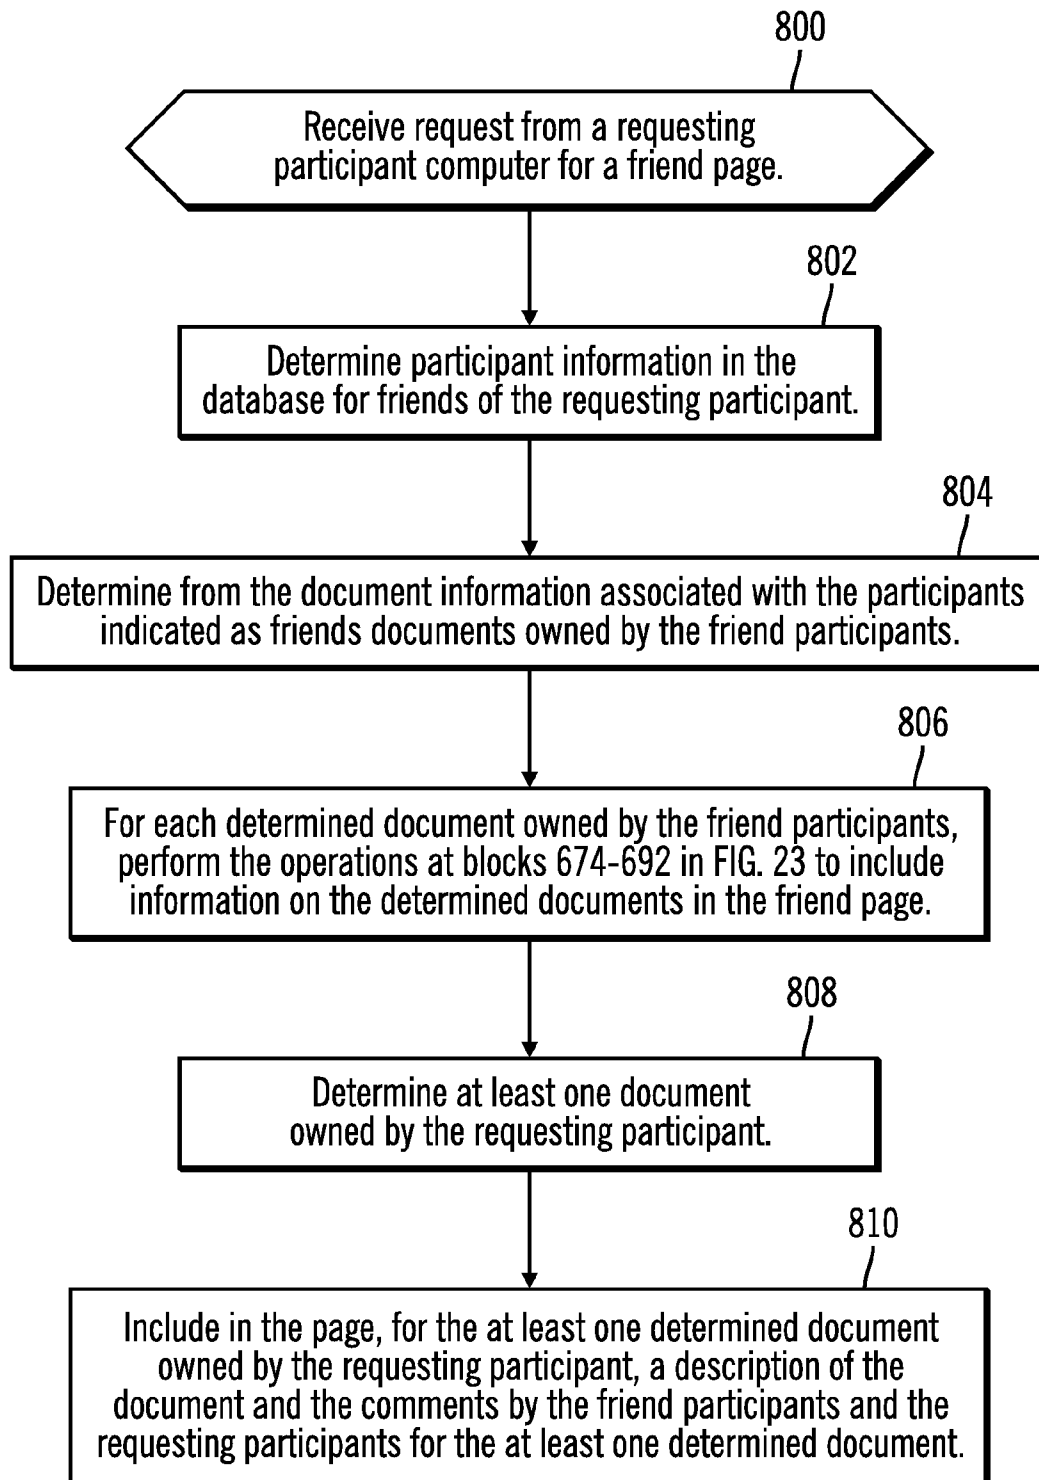 800
Receive request from a requesting
participant computer for a friend page.
802
Determine participant information in the
database for friends of the requesting participant.
804
Determine from the document information associated with the participants
indicated as friends documents owned by the friend participants.
806
For each determined document owned by the friend participants,
perform the operations at blocks 674-692 in FIG. 23 to include
information on the determined documents in the friend page.
808
Determine at least one document
owned by the requesting participant.
810
Include in the page, for the at least one determined document
owned by the requesting participant, a description of the
document and the comments by the friend participants and the
requesting participants for the at least one determined document.